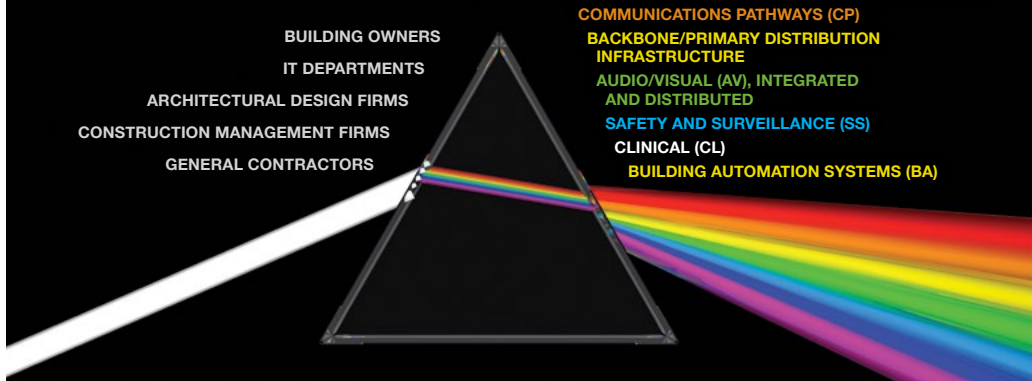 BUILDING OWNERS
IT DEPARTMENTS
ARCHITECTURAL DESIGN FIRMS
CONSTRUCTION MANAGEMENT FIRMS
GENERAL CONTRACTORS
COMMUNICATIONS PATHWAYS (CP)
BACKBONE/PRIMARY DISTRIBUTION
INFRASTRUCTURE
AUDIO/VISUAL (AV), INTEGRATED
AND DISTRIBUTED
SAFETY AND SURVEILLANCE (SS)
CLINICAL (CL)
BUILDING AUTOMATION SYSTEMS (BA)